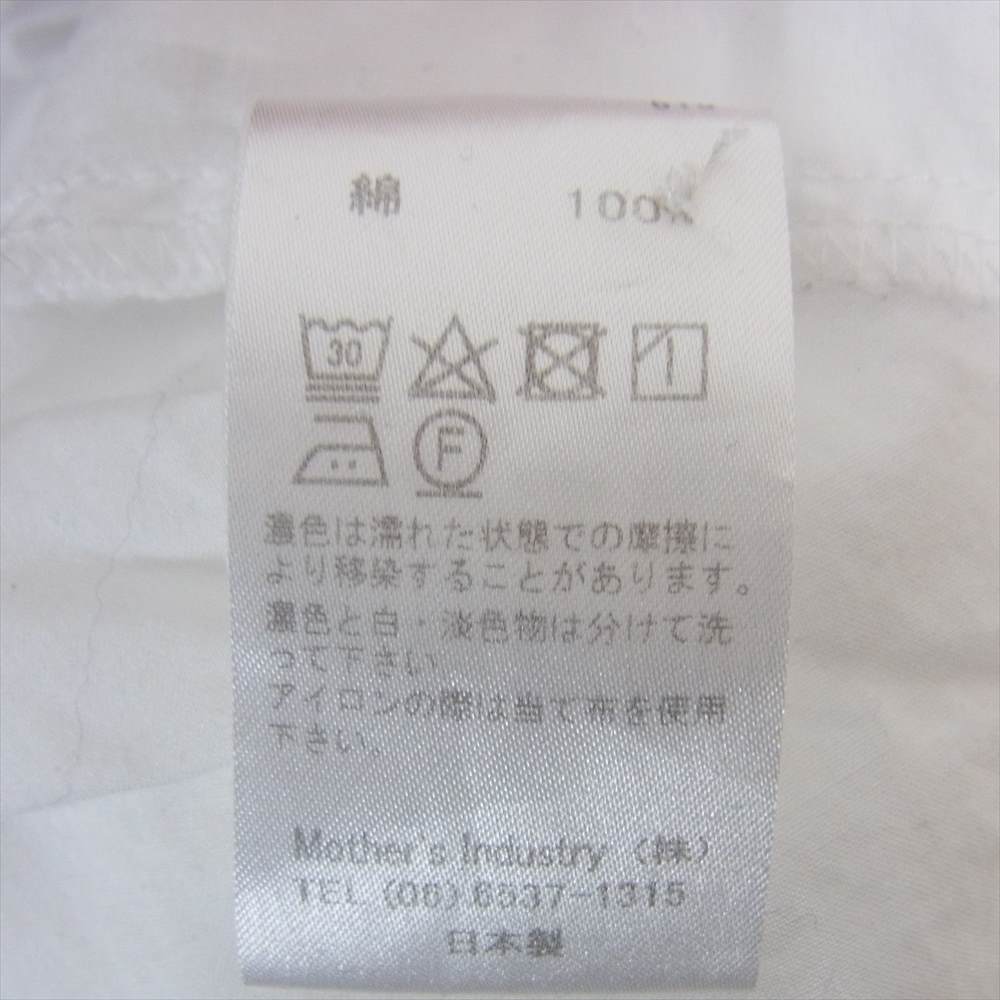 綿 100%
30
F
濃色は濡れた状態での摩擦に
より移染することがあります。
濃色と白・淡色物は分けて洗
って下さい
アイロンの際は当て布を使用
下さい。
Mother's Industry (株)
TEL (06) 6537-1315
日本製